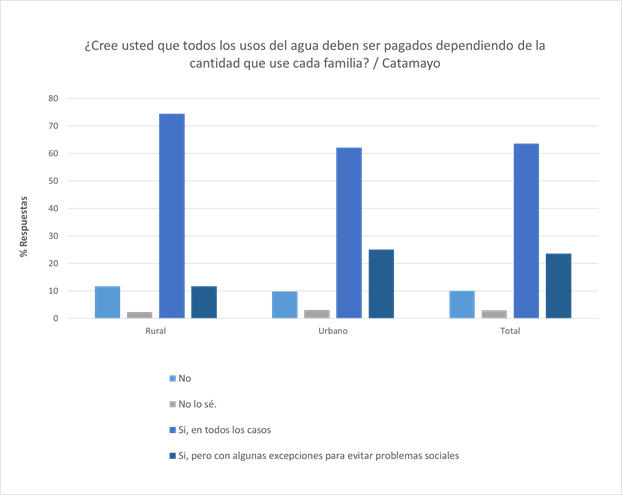 ¿Cree usted que todos los usos del agua deben ser pagados dependiendo de la
cantidad que use cada familia? / Catamayo
80
70
60
50
40
30
20
10
0
% Respuestas
Rural
Urbano
Total
No
No lo sé.
Si, en todos los casos
Si, pero con algunas excepciones para evitar problemas sociales